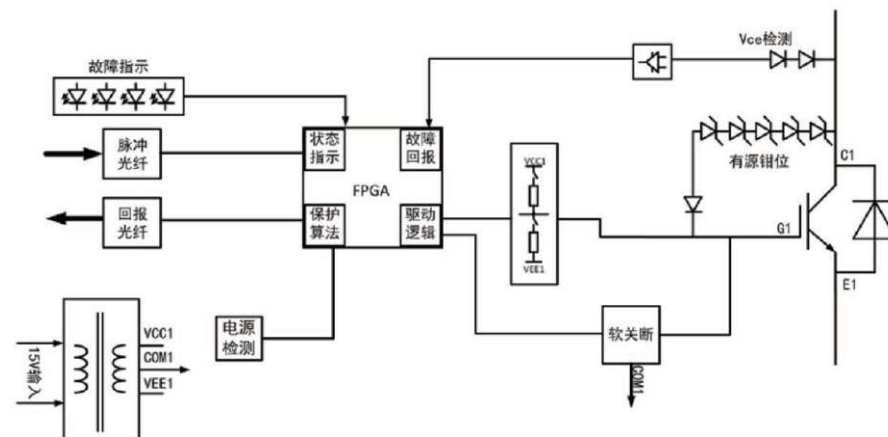 Vce检测
故障指示
脉冲
光纤
状态
指示
故障
回报
FPGA
VCC1
有源钳位
C1
回报
光纤
保护
算法
驱动
逻辑
G1
VEE1
E1
15V输入
VCC1
COM1
VEE1
电源
检测
软关断
COM1